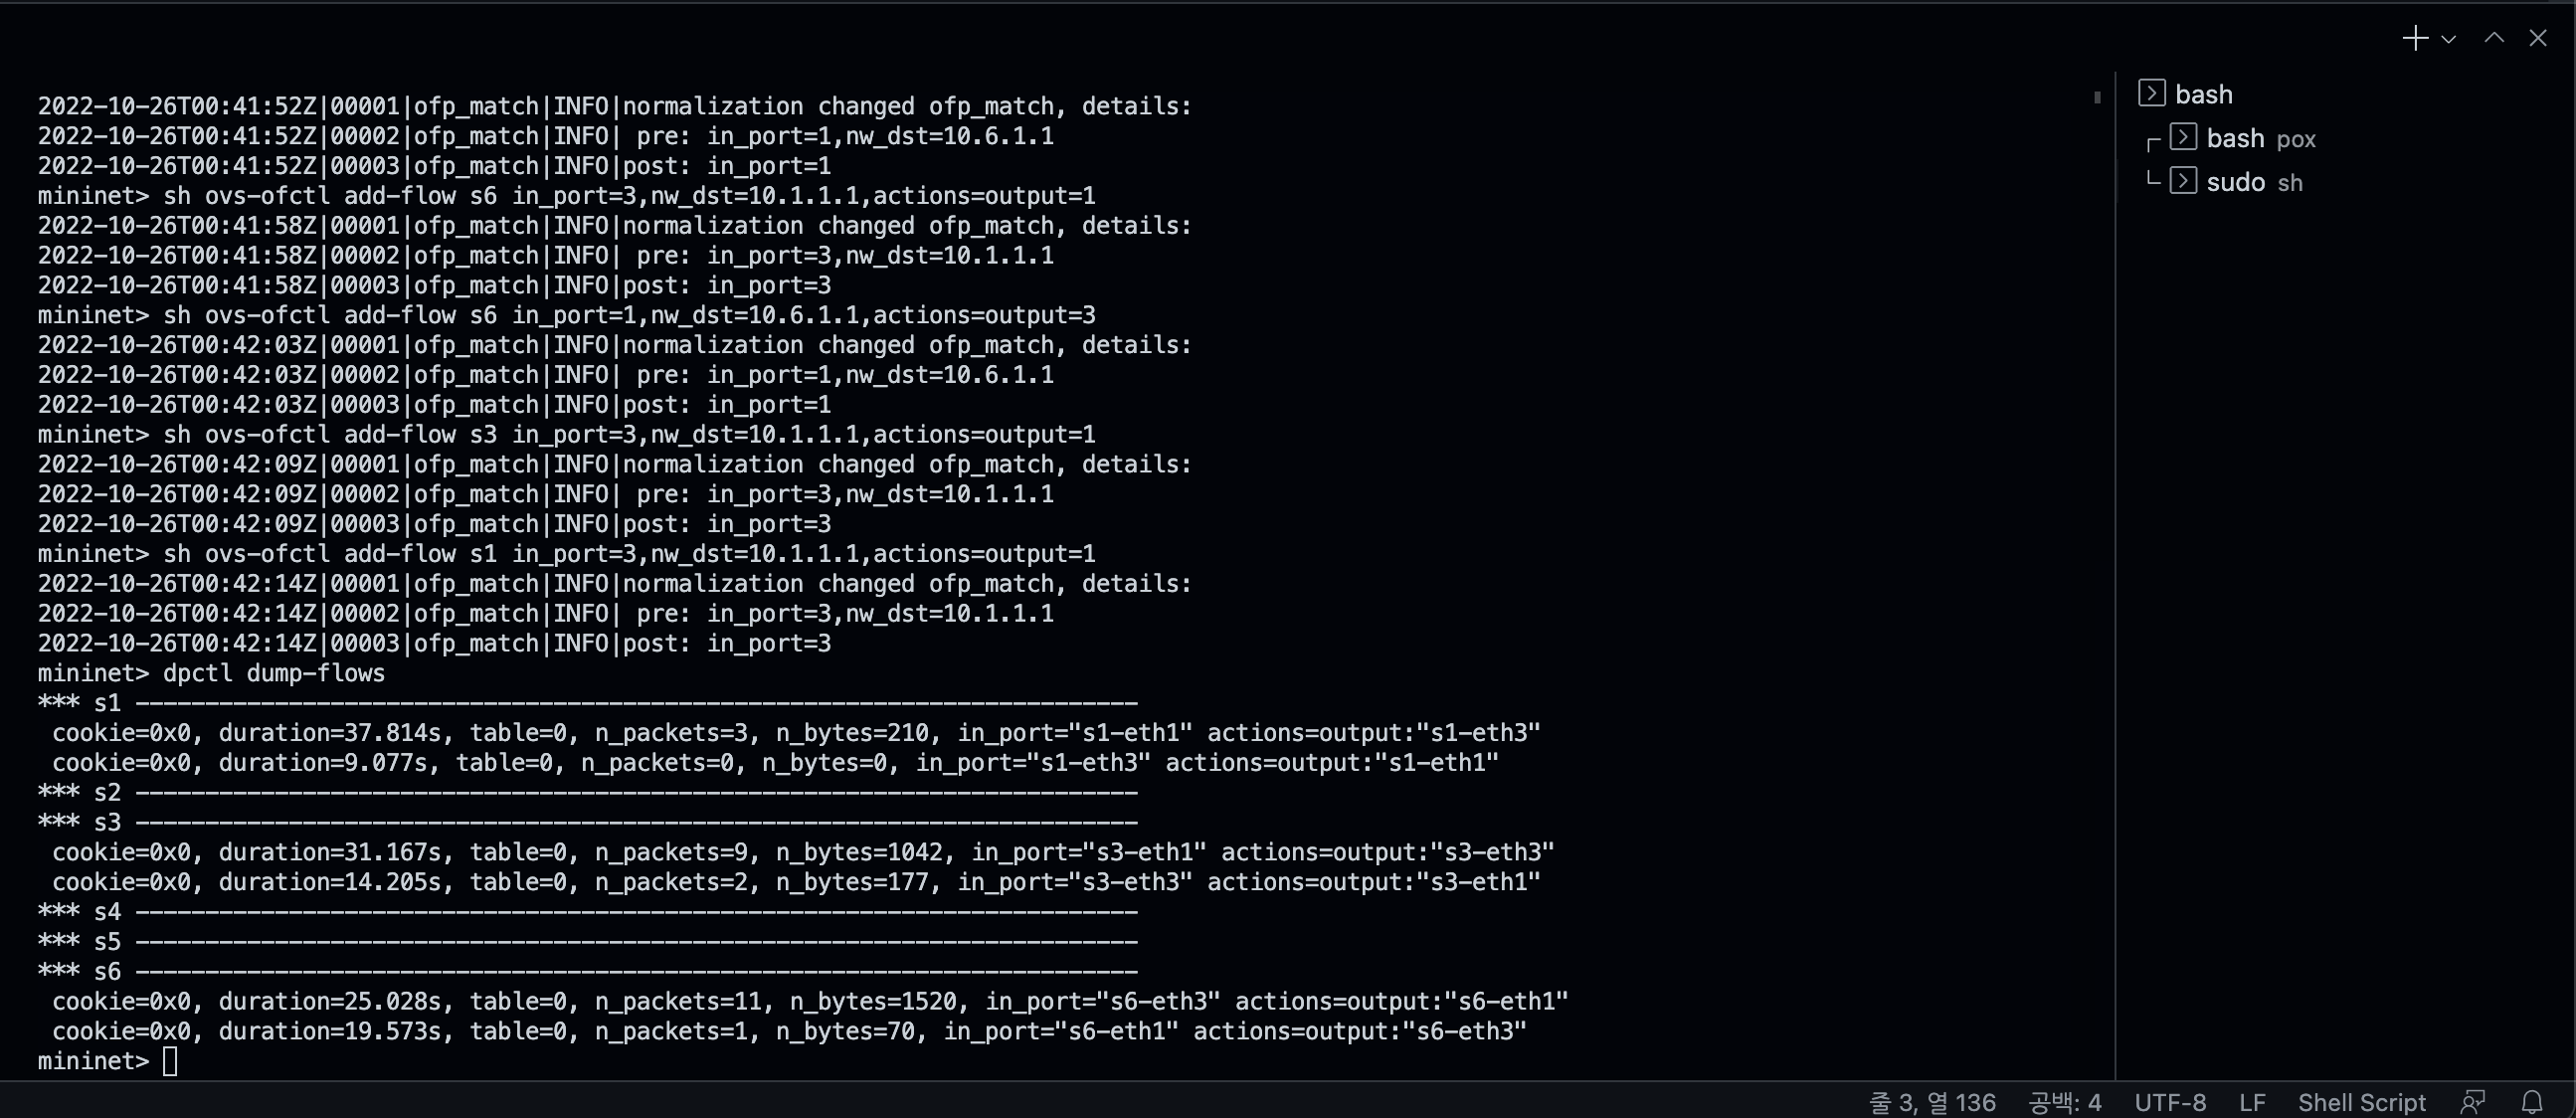 2022-10-26T00:41:52Z|00001|ofp_match|INFO|normalization changed ofp_match, details:
2022-10-26T00:41:52Z|00002|ofp_match|INFO| pre: in_port=1,nw_dst=10.6.1.1
2022-10-26T00:41:52Z|00003|ofp_match|INFO|post: in_port=1
mininet> sh ovs-ofctl add-flow s6 in_port=3,nw_dst=10.1.1.1,actions=output=1
2022-10-26T00:41:58Z|00001|ofp_match|INFO|normalization changed ofp_match, details:
2022-10-26T00:41:58Z|00002|ofp_match|INFO| pre: in_port=3,nw_dst=10.1.1.1
2022-10-26T00:41:58Z|00003|ofp_match|INFO|post: in_port=3
mininet> sh ovs-ofctl add-flow s6 in_port=1,nw_dst=10.6.1.1,actions=output=3
2022-10-26T00:42:03Z|00001|ofp_match|INFO|normalization changed ofp_match, details:
2022-10-26T00:42:03Z|00002|ofp_match|INFO| pre: in_port=1,nw_dst=10.6.1.1
2022-10-26T00:42:03Z|00003|ofp_match|INFO|post: in_port=1
mininet> sh ovs-ofctl add-flow s3 in_port=3,nw_dst=10.1.1.1,actions=output=1
2022-10-26T00:42:09Z|00001|ofp_match|INFO|normalization changed ofp_match, details:
2022-10-26T00:42:09Z|00002|ofp_match|INFO| pre: in_port=3,nw_dst=10.1.1.1
2022-10-26T00:42:09Z|00003|ofp_match|INFO|post: in_port=3
mininet> sh ovs-ofctl add-flow s1 in_port=3,nw_dst=10.1.1.1,actions=output=1
2022-10-26T00:42:14Z|00001|ofp_match|INFO|normalization changed ofp_match, details:
2022-10-26T00:42:14Z|00002|ofp_match|INFO| pre: in_port=3,nw_dst=10.1.1.1
2022-10-26T00:42:14Z|00003|ofp_match|INFO|post: in_port=3
mininet> dpctl dump-flows
*** s1 ------------------------------------------------------------------------
 cookie=0x0, duration=37.814s, table=0, n_packets=3, n_bytes=210, in_port="s1-eth1" actions=output:"s1-eth3"
 cookie=0x0, duration=9.077s, table=0, n_packets=0, n_bytes=0, in_port="s1-eth3" actions=output:"s1-eth1"
*** s2 ------------------------------------------------------------------------
*** s3 ------------------------------------------------------------------------
 cookie=0x0, duration=31.167s, table=0, n_packets=9, n_bytes=1042, in_port="s3-eth1" actions=output:"s3-eth3"
 cookie=0x0, duration=14.205s, table=0, n_packets=2, n_bytes=177, in_port="s3-eth3" actions=output:"s3-eth1"
*** s4 ------------------------------------------------------------------------
*** s5 ------------------------------------------------------------------------
*** s6 ------------------------------------------------------------------------
 cookie=0x0, duration=25.028s, table=0, n_packets=11, n_bytes=1520, in_port="s6-eth3" actions=output:"s6-eth1"
 cookie=0x0, duration=19.573s, table=0, n_packets=1, n_bytes=70, in_port="s6-eth1" actions=output:"s6-eth3"
mininet>
bash
bash pox
sudo sh
줄 3, 열 136 공백: 4 UTF-8 LF Shell Script